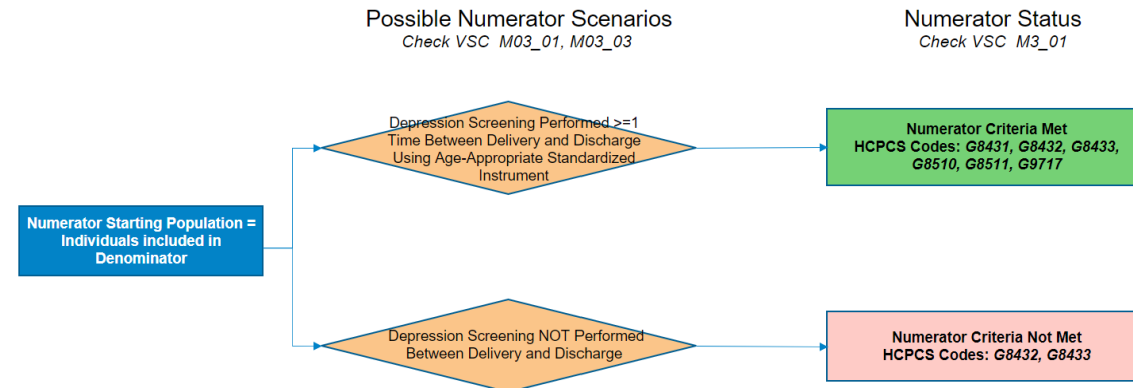 Possible Numerator Scenarios
Check VSC M03_01, M03_03
Numerator Status
Check VSC M3_01
Depression Screening Performed >=1
Time Between Delivery and Discharge
Using Age-Appropriate Standardized
Instrument
Numerator Criteria Met
HCPCS Codes: G8431, G8432, G8433,
G8510, G8511, G9717
Numerator Starting Population =
Individuals included in
Denominator
Depression Screening NOT Performed
Between Delivery and Discharge
Numerator Criteria Not Met
HCPCS Codes: G8432, G8433